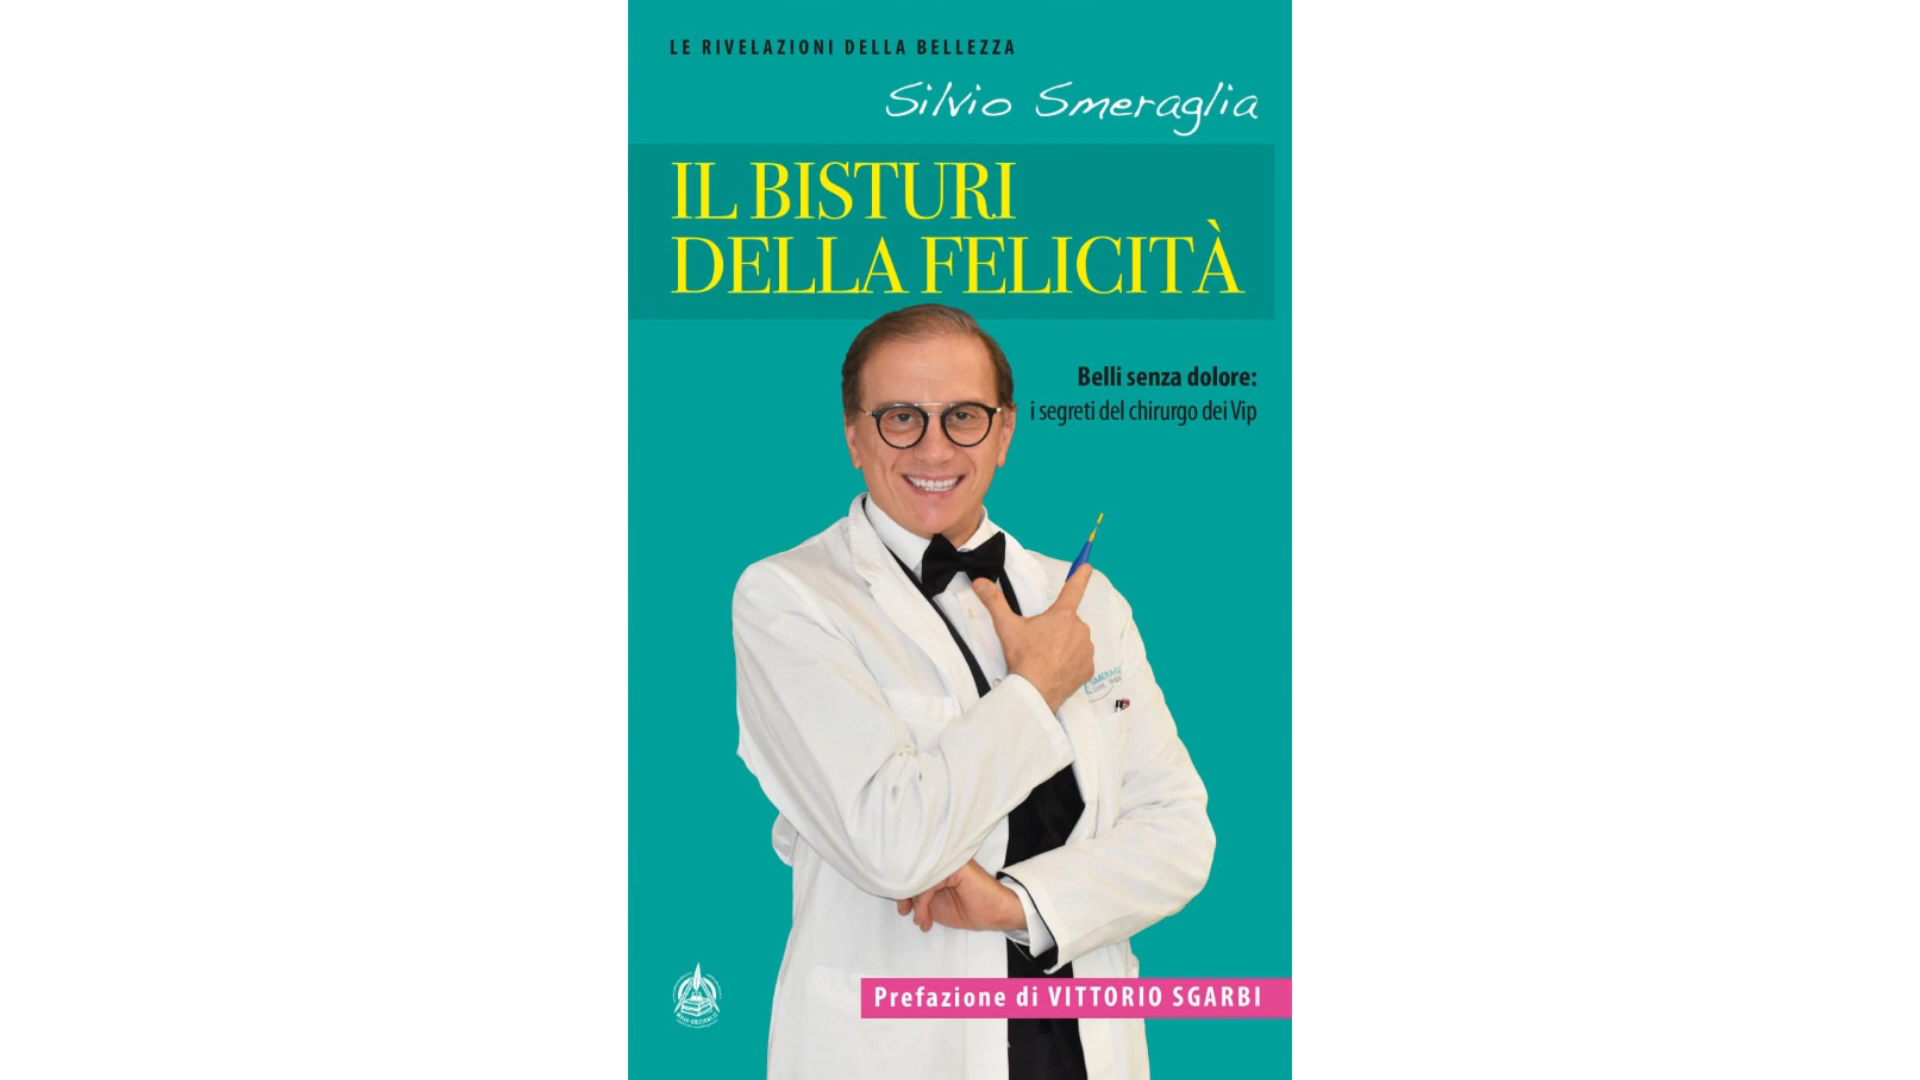 LE RIVELAZIONI DELLA BELLEZZA
Silvio Smeraglia
IL BISTURI
DELLA FELICITÀ
Belli senza dolore:
i segreti del chirurgo dei Vip
Prefazione di VITTORIO SGARBI